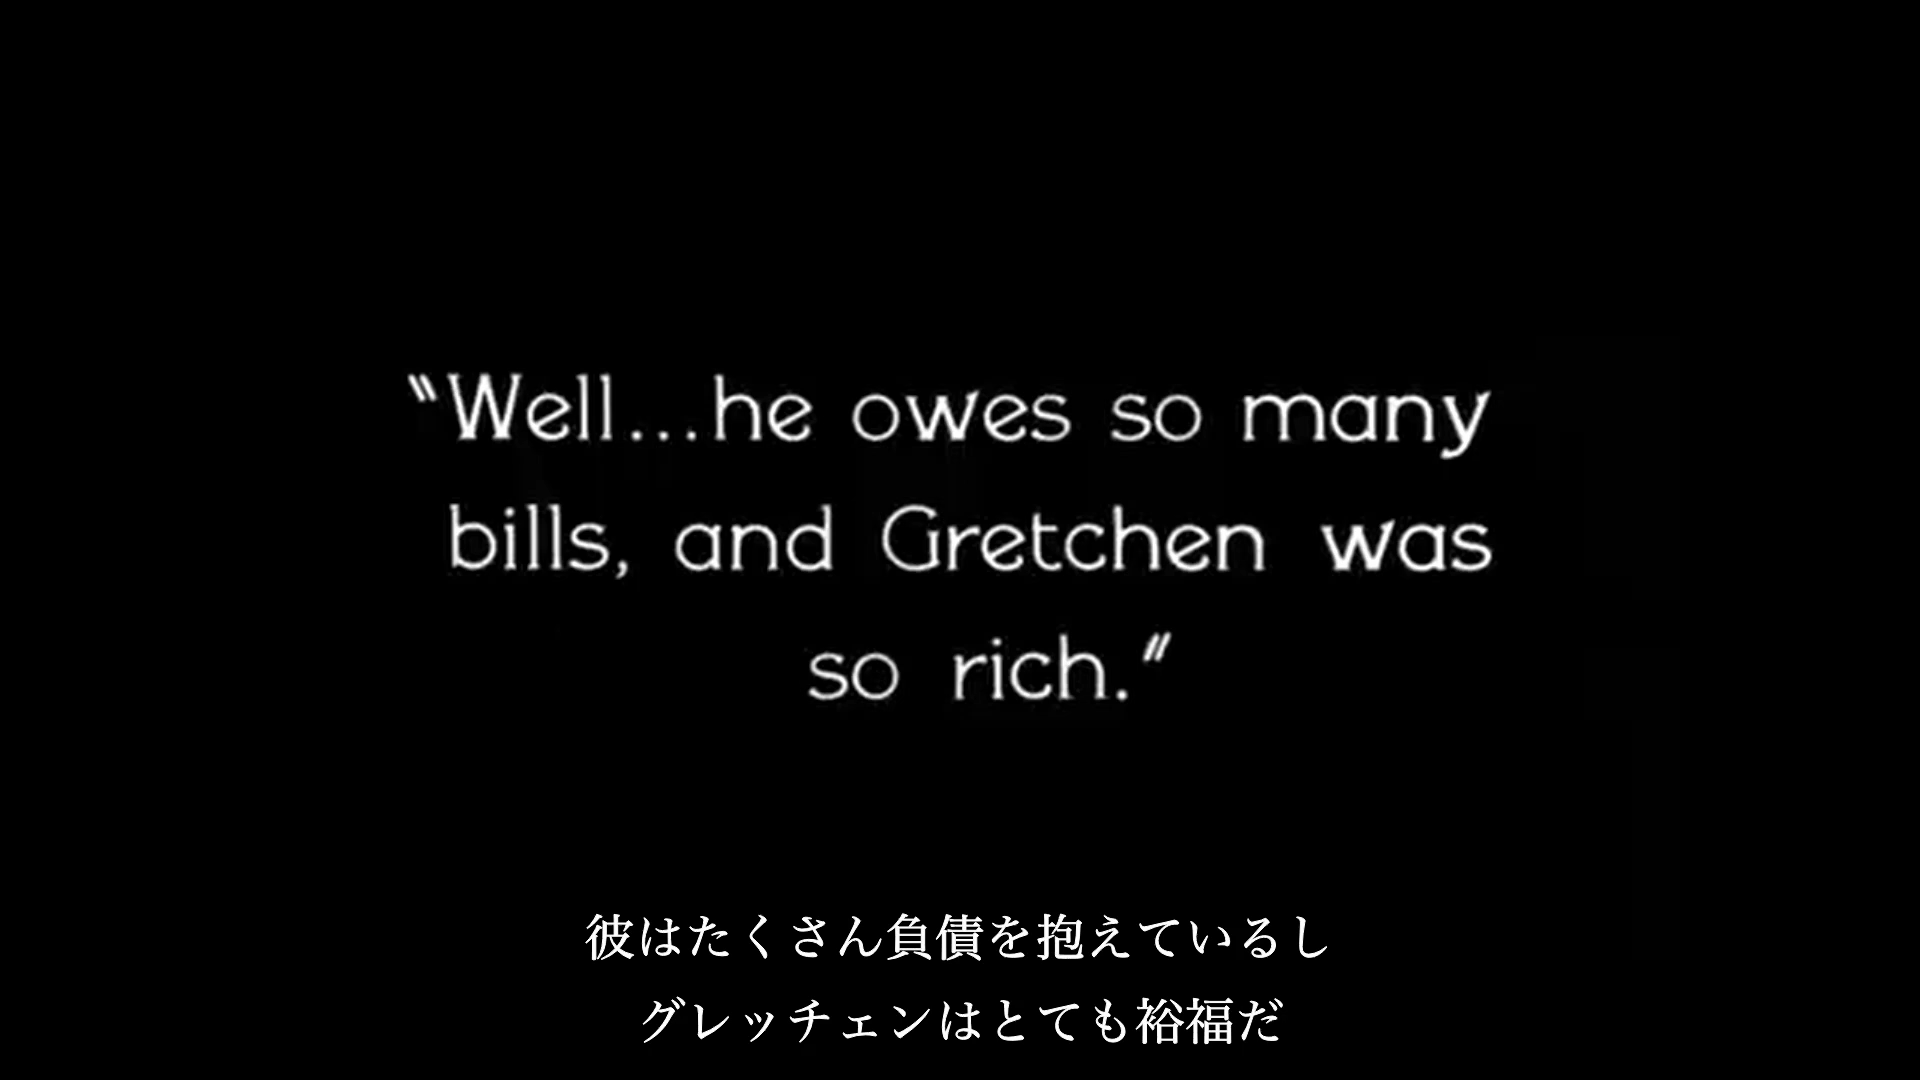 "Well...he owes so many
bills, and Gretchen was
so rich."
彼はたくさん負債を抱えているし
グレッチェンはとても裕福だ